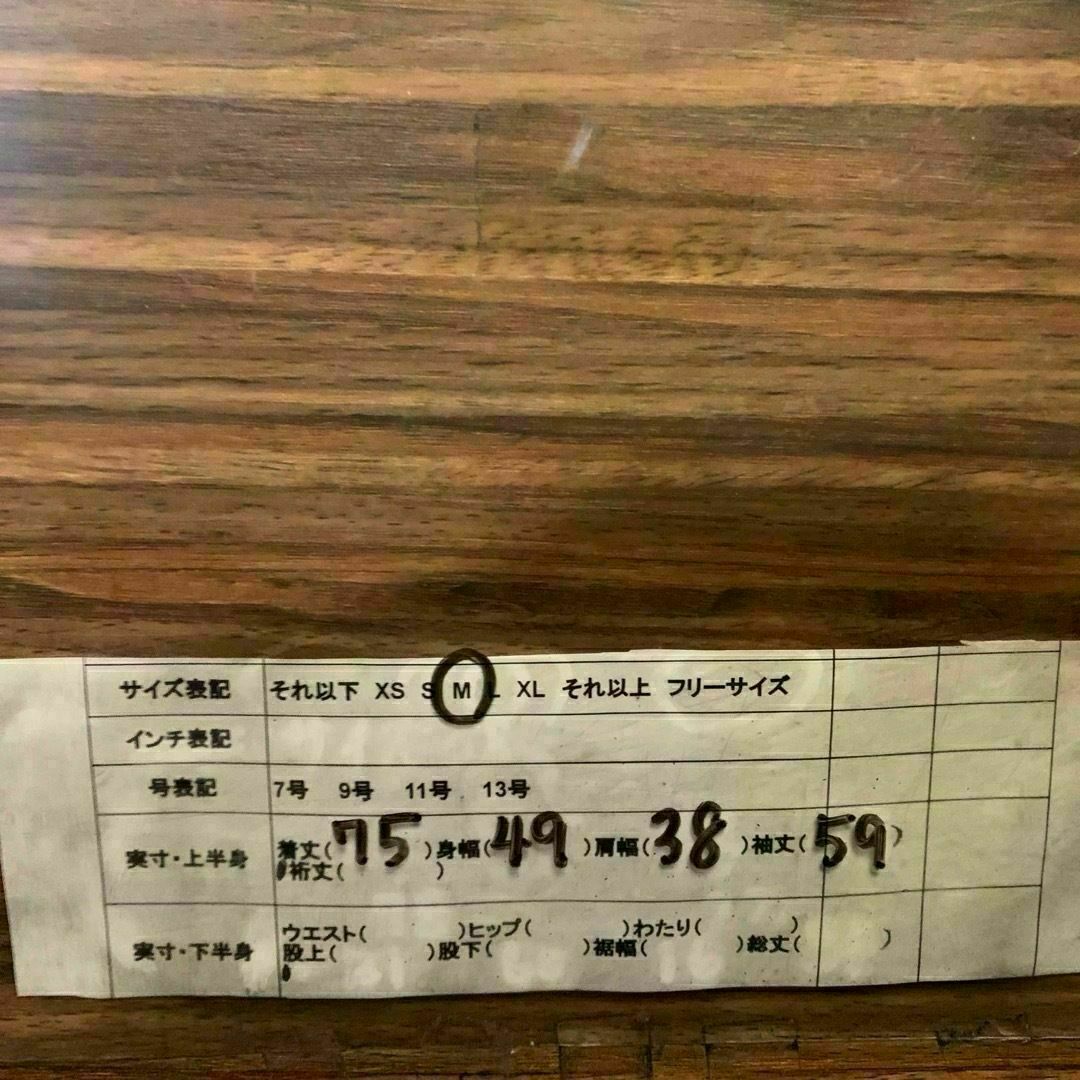 サイズ表記 それ以下 XS S M L XL それ以上 フリーサイズ
インチ表記
号表記 7号 9号 11号 13号
実寸・上半身 着丈(75)身幅(49)肩幅(38)袖丈(59)
裄丈( )
実寸・下半身 ウエスト( )ヒップ( )わたり( )
股上( )股下( )裾幅( )総丈( )